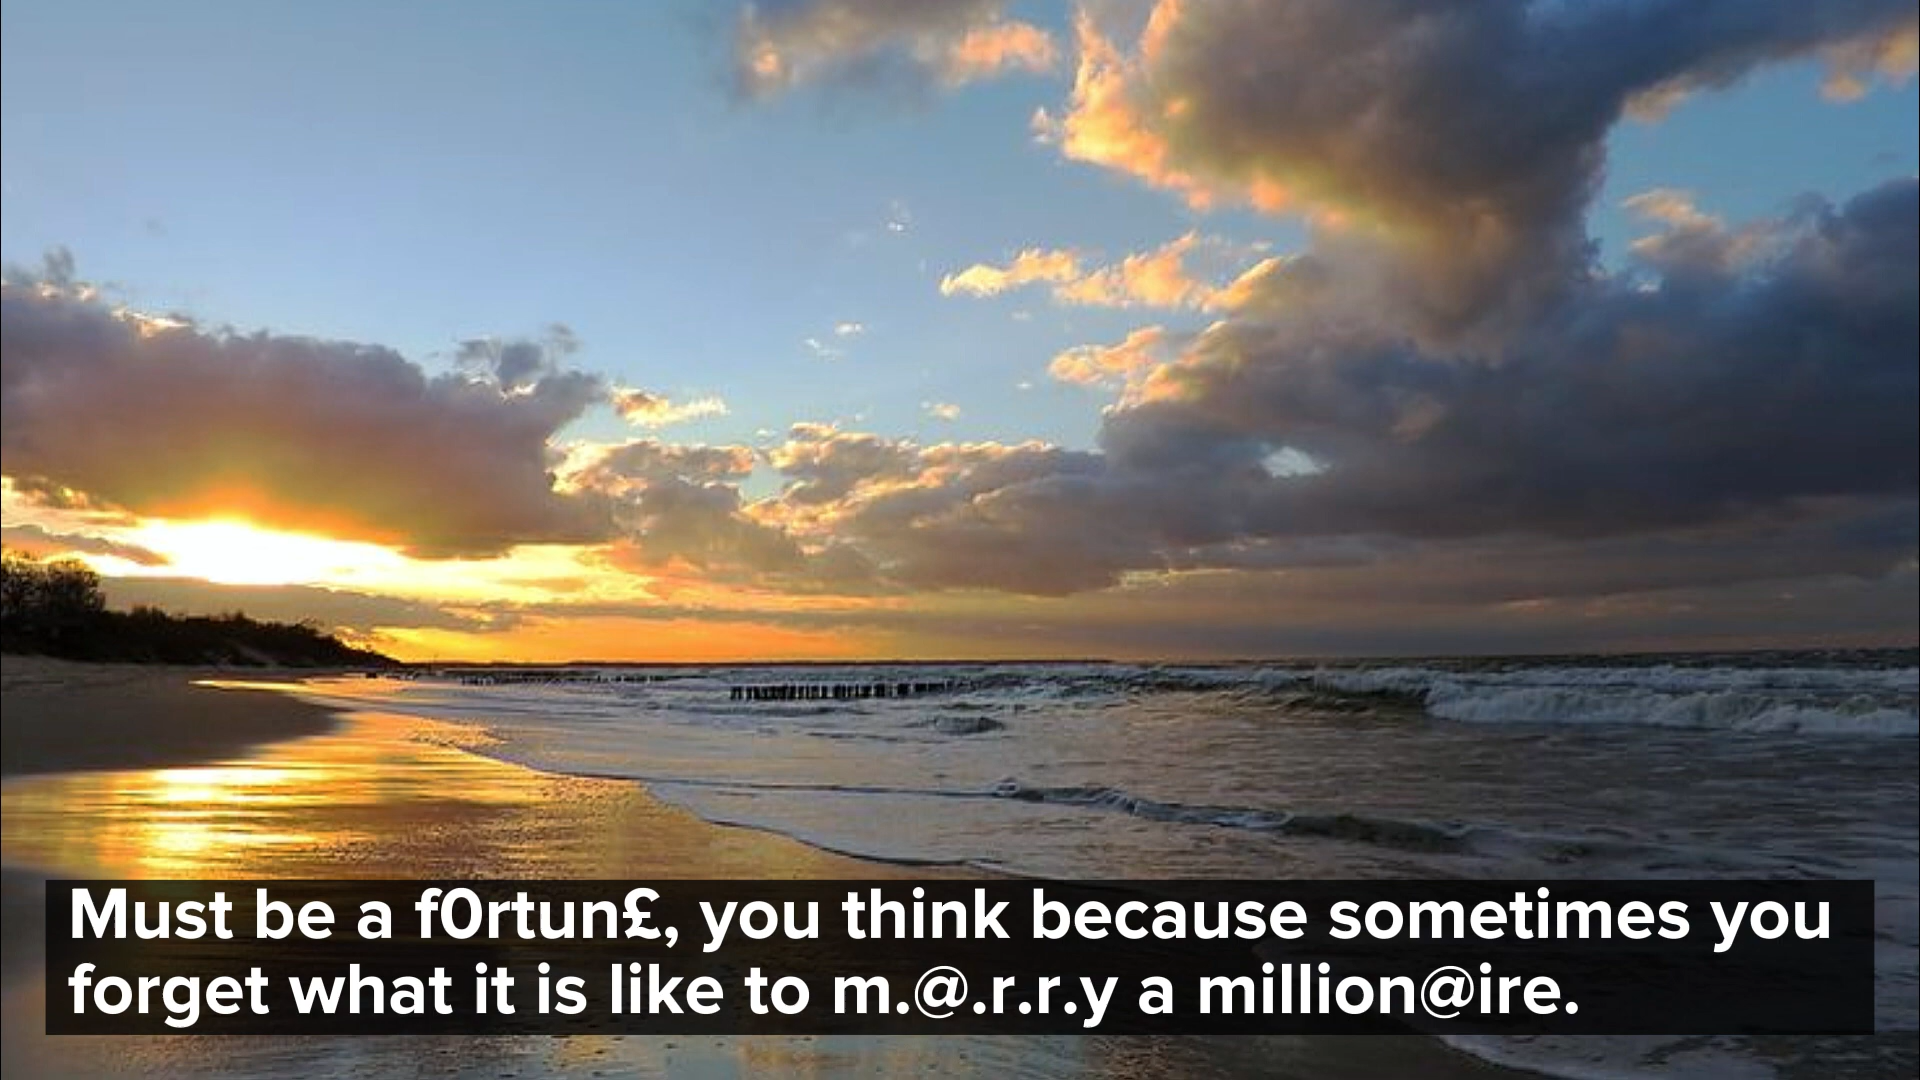 Must be a f0rtun£, you think because sometimes you
forget what it is like to m.@.r.r.y a million@ire.